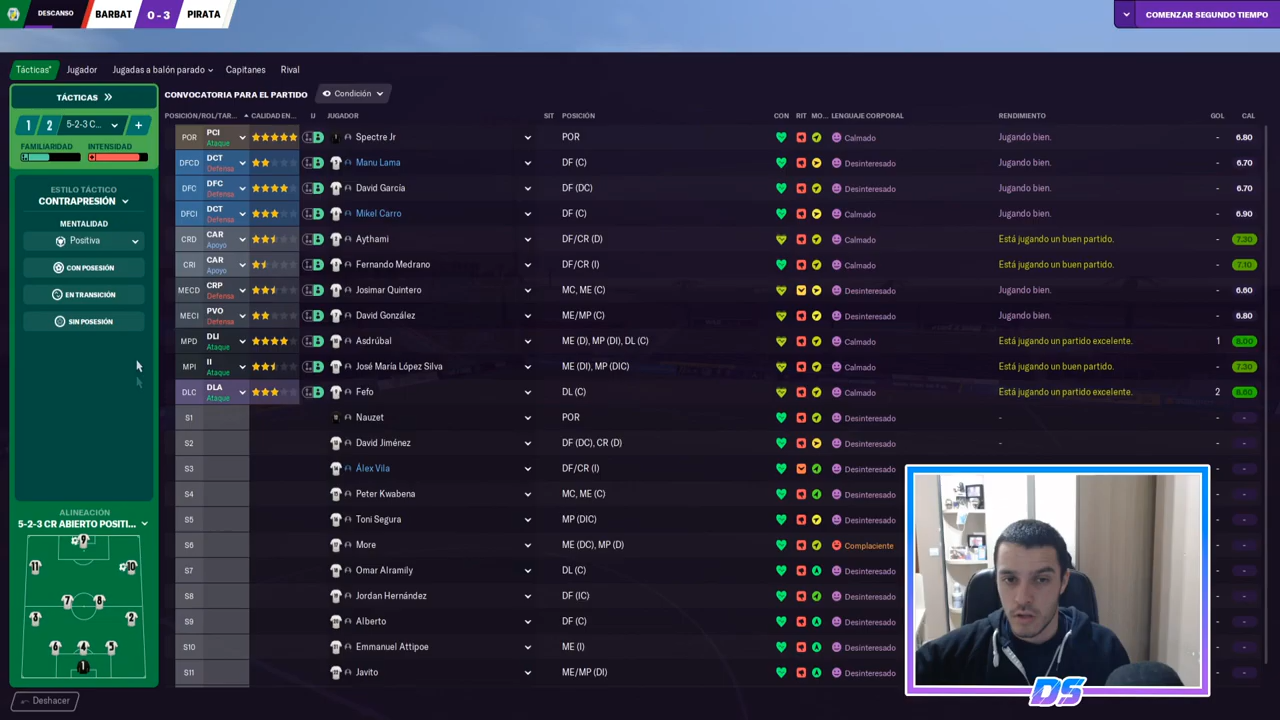 DESCANSO BARBAT 0 - 3 PIRATA COMENZAR SEGUNDO TIEMPO
Tácticas* Jugador Jugadas a balón parado Capitanes Rival
TÁCTICAS
1 2 5-2-3 C...
FAMILIARIDAD INTENSIDAD
ESTILO TÁCTICO
CONTRAPRESIÓN
MENTALIDAD
Positiva
CON POSESIÓN
EN TRANSICIÓN
SIN POSESIÓN
ALINEACIÓN
5-2-3 CR ABIERTO POSITI...
9
11 10
7 8
3 2
6 4 5
1
Deshacer
CONVOCATORIA PARA EL PARTIDO Condición
POSICIÓN/ROL/TAR... CALIDAD EN... IJ JUGADOR SIT POSICIÓN CON RIT MO... LENGUAJE CORPORAL RENDIMIENTO GOL CAL
POR PCI Ataque Spectre Jr POR Calmado Jugando bien. - 6.80
DFCD DCT Defensa Manu Lama DF (C) Desinteresado Jugando bien. - 6.70
DFC DFC Defensa David García DF (DC) Desinteresado Jugando bien. - 6.70
DFCI DCT Defensa Mikel Carro DF (C) Calmado Jugando bien. - 6.90
CRD CAR Apoyo Aythami DF/CR (D) Calmado Está jugando un buen partido. - 7.30
CRI CAR Apoyo Fernando Medrano DF/CR (I) Calmado Está jugando un buen partido. - 7.10
MECD CRP Defensa Josimar Quintero MC, ME (C) Desinteresado Jugando bien. - 6.60
MECI PVO Defensa David González ME/MP (C) Desinteresado Jugando bien. - 6.80
MPD DLI Ataque Asdrúbal ME (D), MP (DI), DL (C) Calmado Está jugando un partido excelente. 1 8.00
MPI II Ataque José María López Silva ME (DI), MP (DIC) Calmado Está jugando un buen partido. - 7.30
DLC DLA Ataque Fefo DL (C) Calmado Está jugando un partido excelente. 2 8.60
S1 Nauzet POR Desinteresado - - -
S2 David Jiménez DF (DC), CR (D) Desinteresado - - -
S3 Álex Vila DF/CR (I) Desinteresado -
S4 Peter Kwabena MC, ME (C) Desinteresado -
S5 Toni Segura MP (DIC) Desinteresado -
S6 More ME (DC), MP (D) Complaciente -
S7 Omar Alramily DL (C) Desinteresado -
S8 Jordan Hernández DF (IC) Desinteresado -
S9 Alberto DF (C) Desinteresado -
S10 Emmanuel Attipoe ME (I) Desinteresado -
S11 Javito ME/MP (DI) Desinteresado -
DS